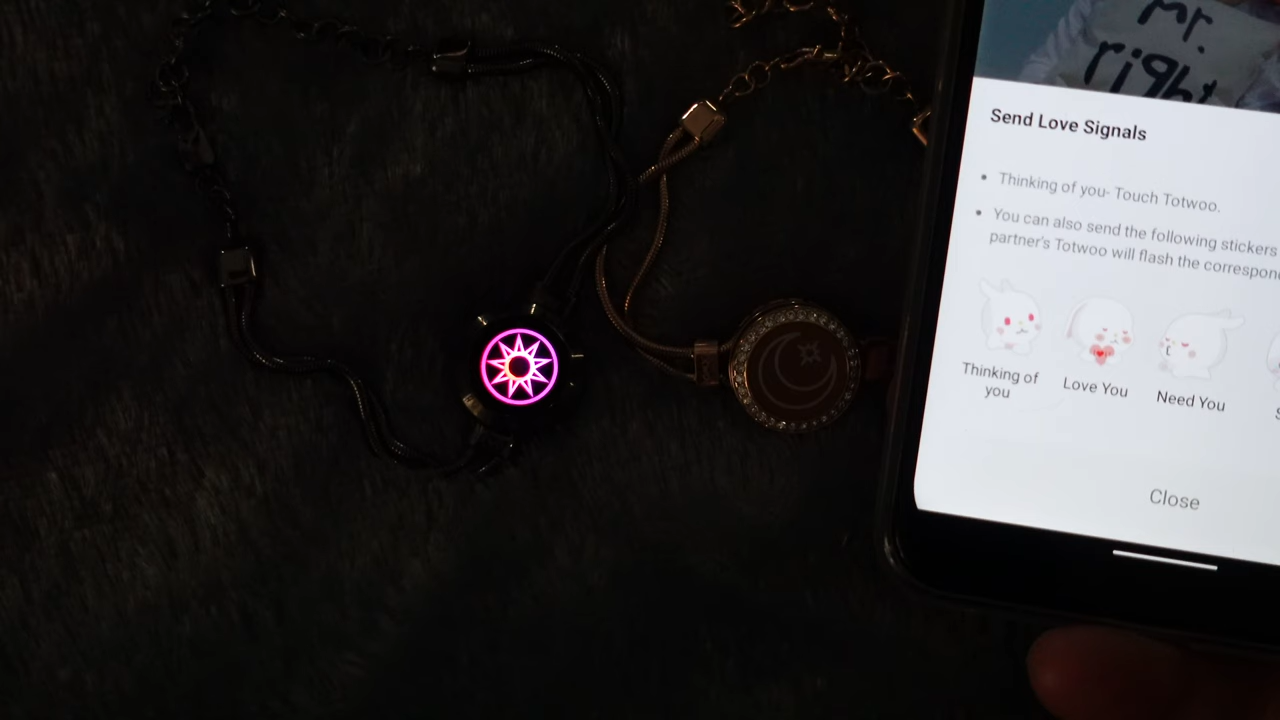 mr.
right
Send Love Signals
Thinking of you- Touch Totwoo.
You can also send the following stickers
partner's Totwoo will flash the
Thinking of
you
Love You
Need You
Close